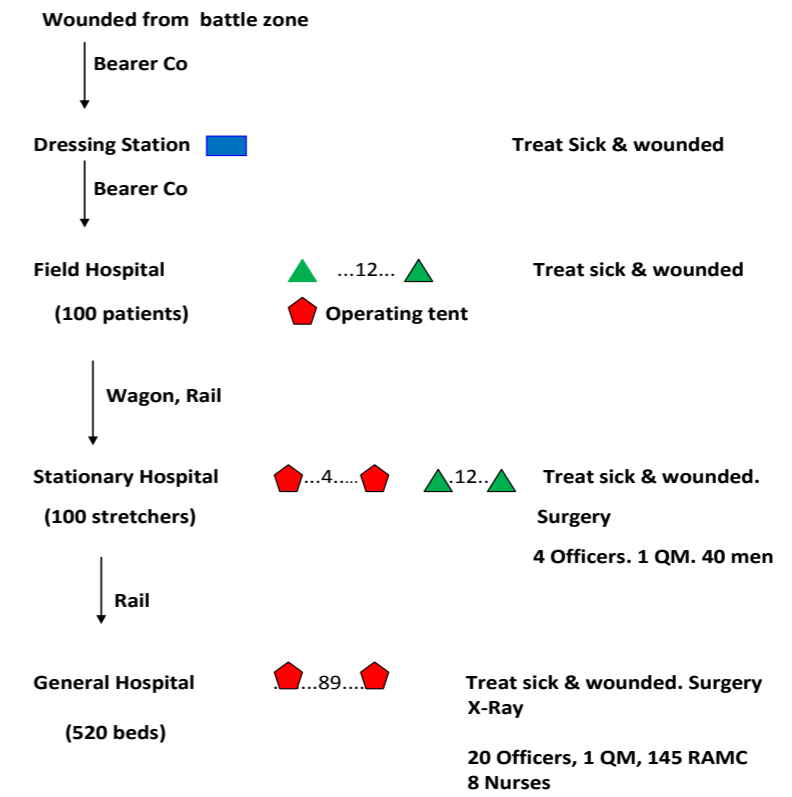 Wounded from battle zone
Bearer Co
Dressing Station Treat Sick & wounded
Bearer Co
Field Hospital ...12... Treat sick & wounded
(100 patients) Operating tent
Wagon, Rail
Stationary Hospital ...4..... .12.. Treat sick & wounded.
(100 stretchers) Surgery
4 Officers. 1 QM. 40 men
Rail
General Hospital ....89.... Treat sick & wounded. Surgery
X-Ray
(520 beds)
20 Officers, 1 QM, 145 RAMC
8 Nurses